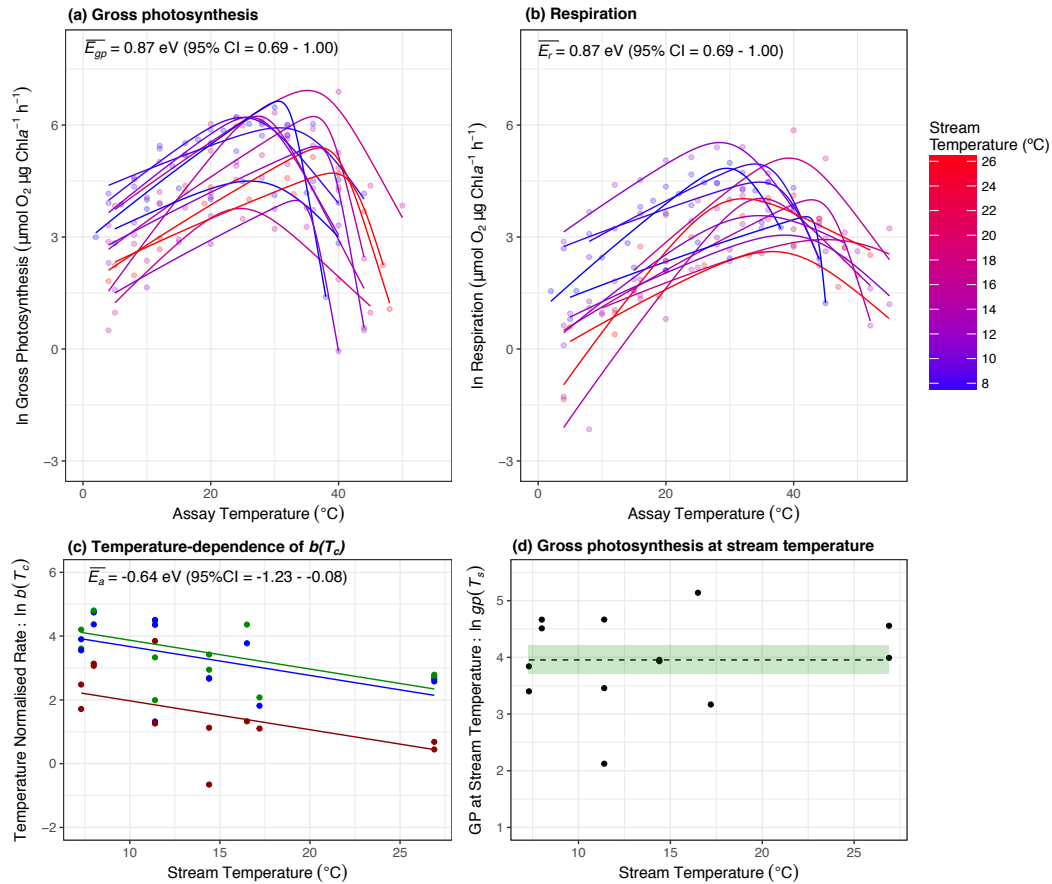 (a) Gross photosynthesis
E̅g̅p̅ = 0.87 eV (95% CI = 0.69 - 1.00)
ln Gross Photosynthesis (µmol O₂ µg Chla⁻¹ h⁻¹)
6
3
0
−3
0 20 40
Assay Temperature (°C)
(b) Respiration
E̅r̅ = 0.87 eV (95% CI = 0.69 - 1.00)
ln Respiration (µmol O₂ µg Chla⁻¹ h⁻¹)
6
3
0
−3
0 20 40
Assay Temperature (°C)
Stream
Temperature (ºC)
26
24
22
20
18
16
14
12
10
8
(c) Temperature-dependence of b(Tc)
E̅a̅ = -0.64 eV (95%CI = -1.23 - -0.08)
Temperature Normalised Rate : ln b(Tc)
6
4
2
0
−2
10 15 20 25
Stream Temperature (°C)
(d) Gross photosynthesis at stream temperature
GP at Stream Temperature : ln gp(Ts)
5
4
3
2
1
10 15 20 25
Stream Temperature (°C)